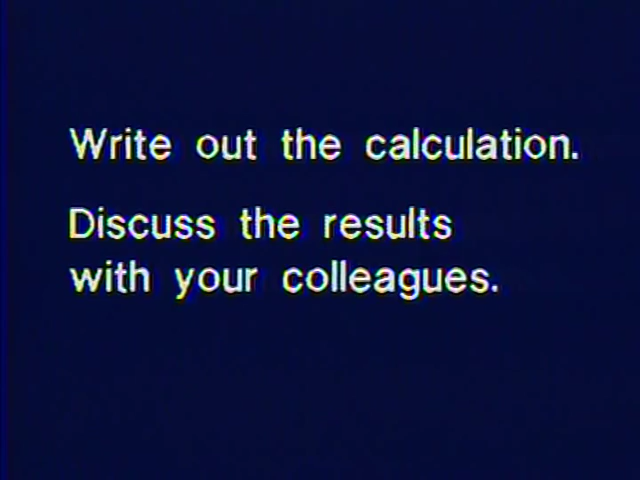 Write out the calculation.
Discuss the results
with your colleagues.